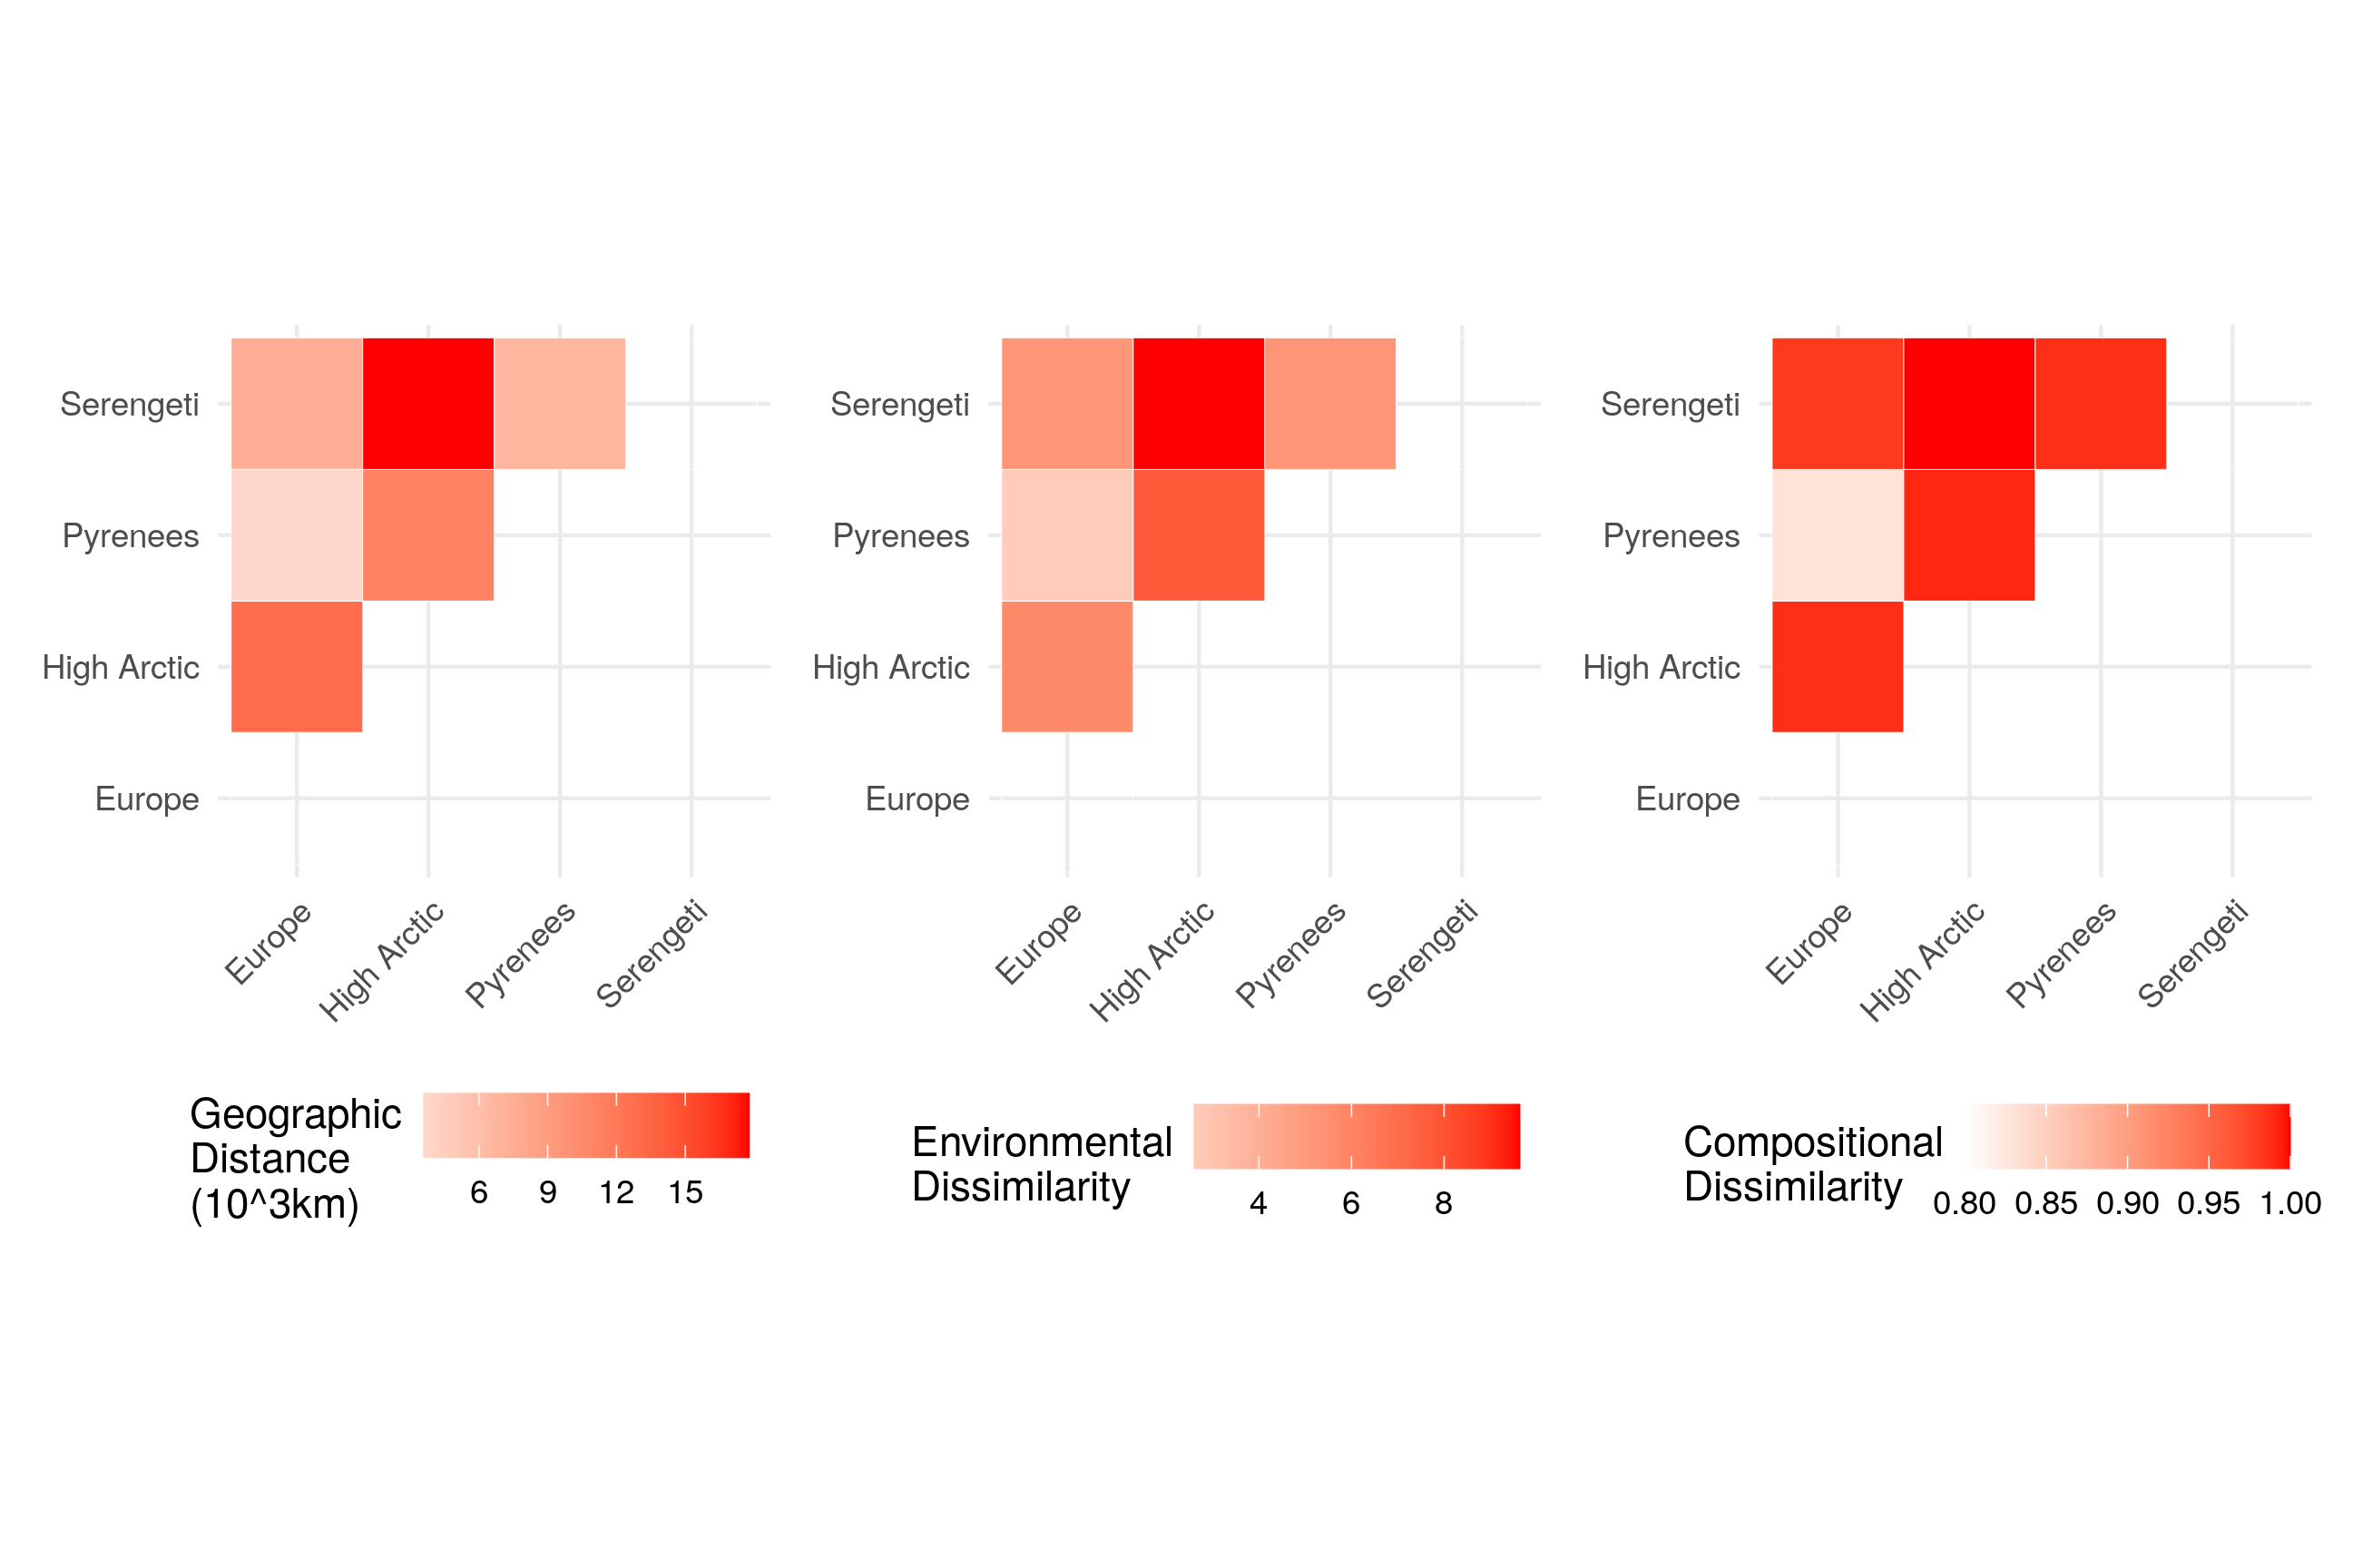 Serengeti
Pyrenees
High Arctic
Europe
Europe
High Arctic
Pyrenees
Serengeti
Geographic
Distance
(10^3km)
6 9 12 15
Serengeti
Pyrenees
High Arctic
Europe
Europe
High Arctic
Pyrenees
Serengeti
Environmental
Dissimilarity
4 6 8
Serengeti
Pyrenees
High Arctic
Europe
Europe
High Arctic
Pyrenees
Serengeti
Compositional
Dissimilarity
0.80 0.85 0.90 0.95 1.00